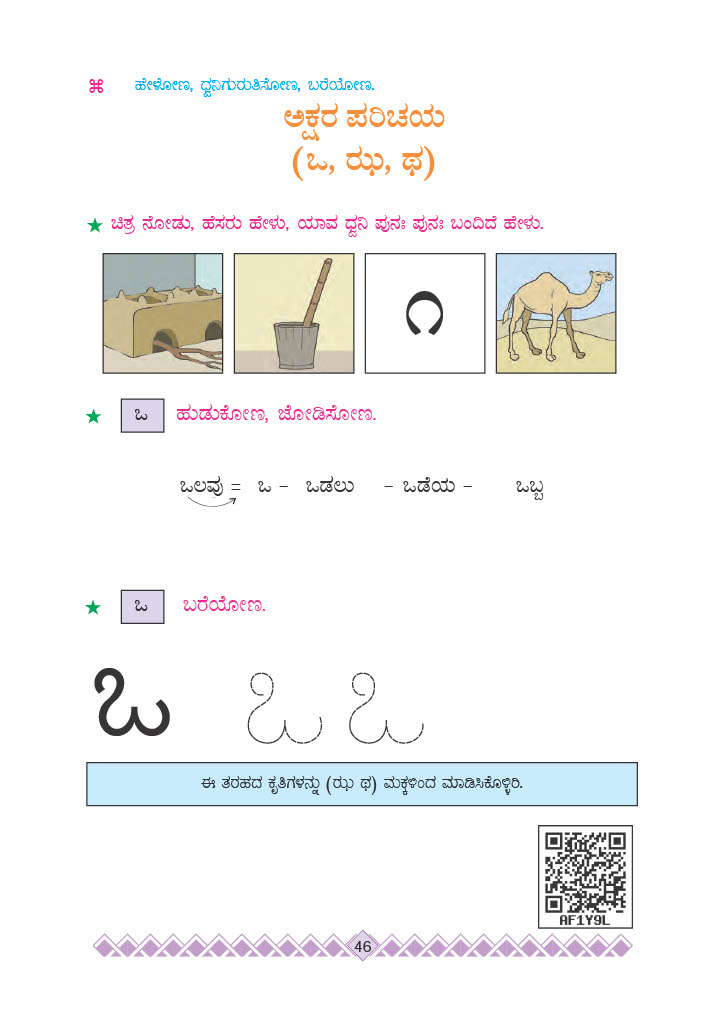 ⌘ ಹೇಳೋಣ, ಧ್ವನಿಗುರುತಿಸೋಣ, ಬರೆಯೋಣ.
ಅಕ್ಷರ ಪರಿಚಯ
(ಒ, ಝ, ಥ)
★ ಚಿತ್ರ ನೋಡು, ಹೆಸರು ಹೇಳು, ಯಾವ ಧ್ವನಿ ಪುನಃ ಪುನಃ ಬಂದಿದೆ ಹೇಳು.
೧
★ ಒ ಹುಡುಕೋಣ, ಜೋಡಿಸೋಣ.
ಒಲವು = ಒ – ಒಡಲು – ಒಡೆಯ – ಒಬ್ಬ
★ ಒ ಬರೆಯೋಣ.
ಒ ಒ ಒ
ಈ ತರಹದ ಕೃತಿಗಳನ್ನು (ಝ ಥ) ಮಕ್ಕಳಿಂದ ಮಾಡಿಸಿಕೊಳ್ಳಿರಿ.
AF1Y9L
46